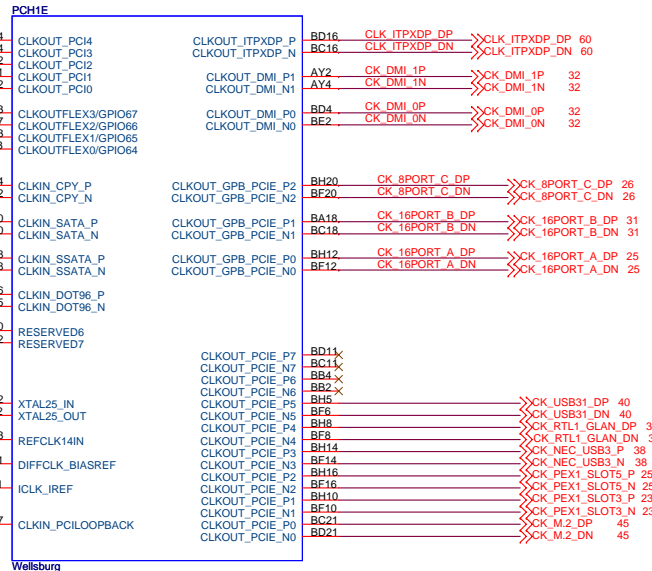 PCH1E
CLKOUT_PCI4 CLKOUT_ITPXDP_P BD16 CLK_ITPXDP_DP CLK_ITPXDP_DP 60
CLKOUT_PCI3 CLKOUT_ITPXDP_N BC16 CLK_ITPXDP_DN CLK_ITPXDP_DN 60
CLKOUT_PCI2
CLKOUT_PCI1 CLKOUT_DMI_P1 AY2 CK_DMI_1P CK_DMI_1P 32
CLKOUT_PCI0 CLKOUT_DMI_N1 AY4 CK_DMI_1N CK_DMI_1N 32
CLKOUTFLEX3/GPIO67 CLKOUT_DMI_P0 BD4 CK_DMI_0P CK_DMI_0P 32
CLKOUTFLEX2/GPIO66 CLKOUT_DMI_N0 BE2 CK_DMI_0N CK_DMI_0N 32
CLKOUTFLEX1/GPIO65
CLKOUTFLEX0/GPIO64
CLKIN_CPY_P CLKOUT_GPB_PCIE_P2 BH20 CK_8PORT_C_DP CK_8PORT_C_DP 26
CLKIN_CPY_N CLKOUT_GPB_PCIE_N2 BF20 CK_8PORT_C_DN CK_8PORT_C_DN 26
CLKIN_SATA_P CLKOUT_GPB_PCIE_P1 BA18 CK_16PORT_B_DP CK_16PORT_B_DP 31
CLKIN_SATA_N CLKOUT_GPB_PCIE_N1 BC18 CK_16PORT_B_DN CK_16PORT_B_DN 31
CLKIN_SSATA_P CLKOUT_GPB_PCIE_P0 BH12 CK_16PORT_A_DP CK_16PORT_A_DP 25
CLKIN_SSATA_N CLKOUT_GPB_PCIE_N0 BF12 CK_16PORT_A_DN CK_16PORT_A_DN 25
CLKIN_DOT96_P
CLKIN_DOT96_N
RESERVED6
RESERVED7
CLKOUT_PCIE_P7 BD11
CLKOUT_PCIE_N7 BC11
CLKOUT_PCIE_P6 BB4
CLKOUT_PCIE_N6 BB2
XTAL25_IN CLKOUT_PCIE_P5 BH5 CK_USB31_DP 40
XTAL25_OUT CLKOUT_PCIE_N5 BF6 CK_USB31_DN 40
CLKOUT_PCIE_P4 BH8 CK_RTL1_GLAN_DP
REFCLK14IN CLKOUT_PCIE_N4 BF8 CK_RTL1_GLAN_DN
CLKOUT_PCIE_P3 BH14 CK_NEC_USB3_P 38
DIFFCLK_BIASREF CLKOUT_PCIE_N3 BF14 CK_NEC_USB3_N 38
CLKOUT_PCIE_P2 BH16 CK_PEX1_SLOT5_P 25
ICLK_IREF CLKOUT_PCIE_N2 BF16 CK_PEX1_SLOT5_N 25
CLKOUT_PCIE_P1 BH10 CK_PEX1_SLOT3_P 23
CLKOUT_PCIE_N1 BF10 CK_PEX1_SLOT3_N 23
CLKIN_PCILOOPBACK CLKOUT_PCIE_P0 BC21 CK_M.2_DP 45
CLKOUT_PCIE_N0 BD21 CK_M.2_DN 45
Wellsburg